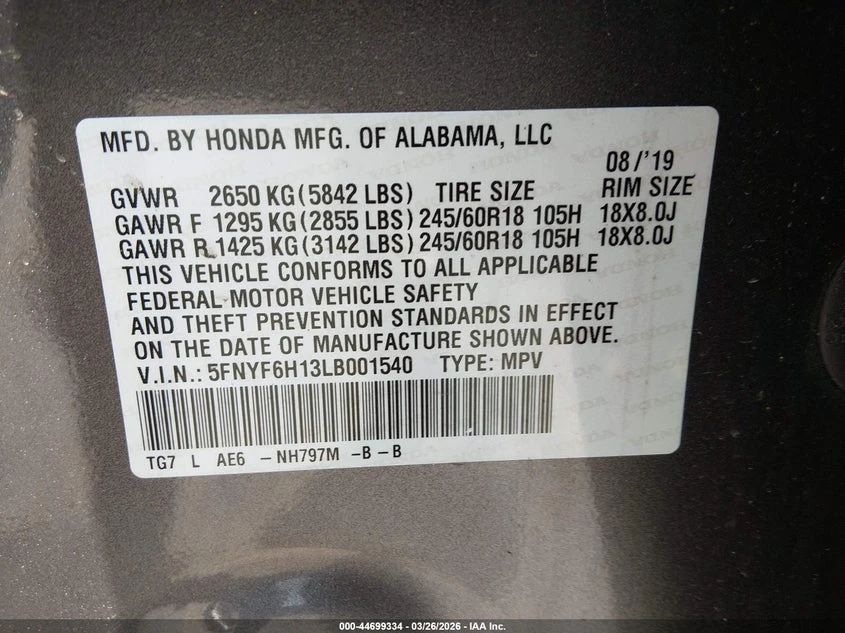 MFD. BY HONDA MFG. OF ALABAMA, LLC
08/'19
GVWR 2650 KG(5842 LBS) TIRE SIZE RIM SIZE
GAWR F 1295 KG(2855 LBS) 245/60R18 105H 18X8.0J
GAWR R 1425 KG(3142 LBS) 245/60R18 105H 18X8.0J
THIS VEHICLE CONFORMS TO ALL APPLICABLE
FEDERAL MOTOR VEHICLE SAFETY
AND THEFT PREVENTION STANDARDS IN EFFECT
ON THE DATE OF MANUFACTURE SHOWN ABOVE.
V.I.N.: 5FNYF6H13LB001540 TYPE: MPV
TG7 L AE6 -NH797M -B-B
000-44699334 - 03/26/2026 - IAA Inc.